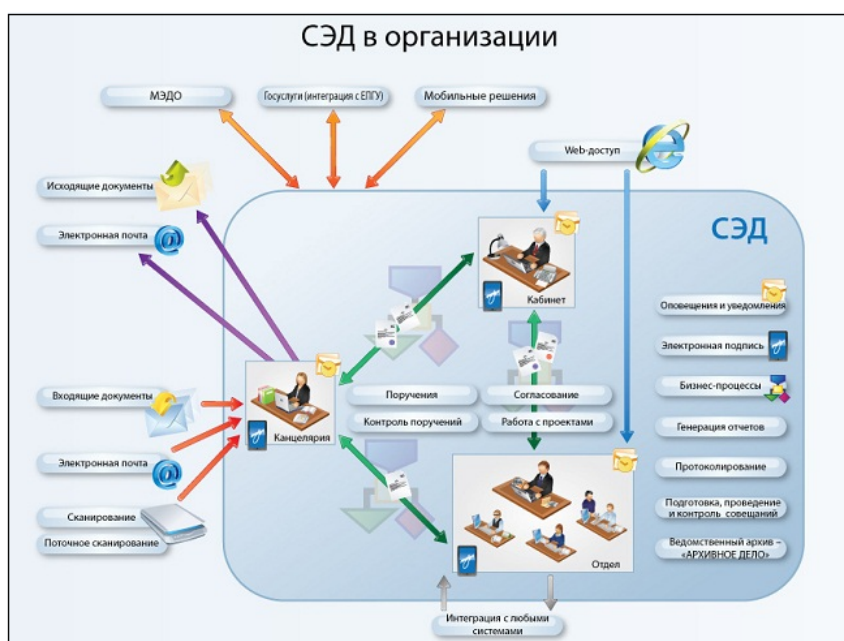 СЭД в организации
МЭДО
Госуслуги (интеграция с ЕПГУ)
Мобильные решения
Web-доступ
Исходящие документы
Электронная почта
СЭД
Кабинет
Оповещения и уведомления
Электронная подпись
Бизнес-процессы
Генерация отчетов
Протоколирование
Подготовка, проведение
и контроль совещаний
Ведомственный архив –
«АРХИВНОЕ ДЕЛО»
Входящие документы
Канцелярия
Поручения
Согласование
Контроль поручений
Работа с проектами
Электронная почта
Сканирование
Поточное сканирование
Отдел
Интеграция с любыми
системами